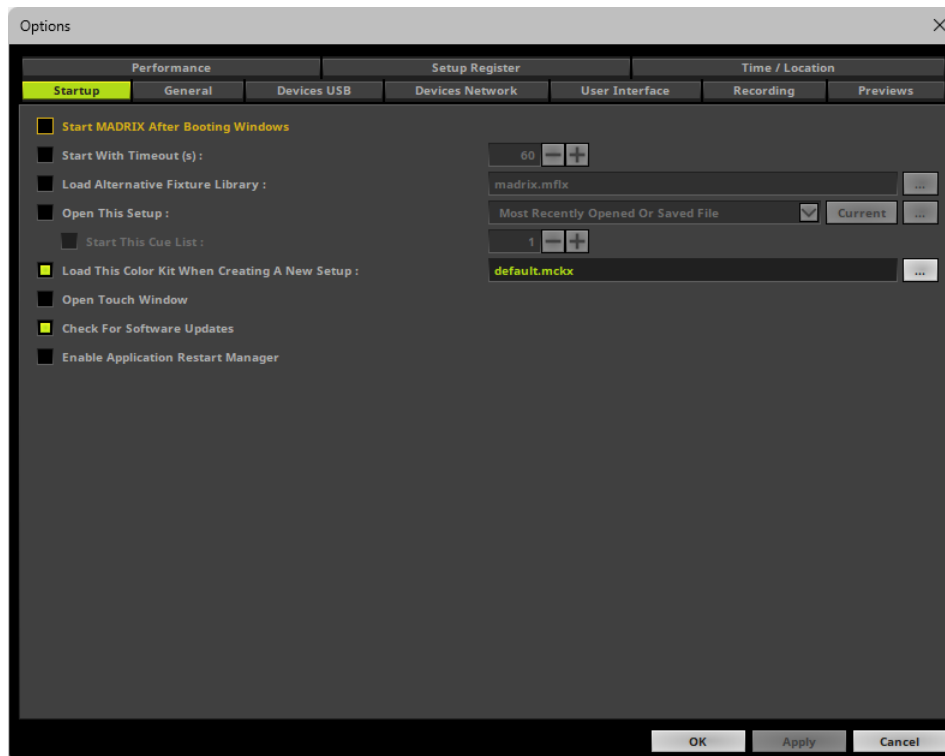 Options
Performance Setup Register Time / Location
Startup General Devices USB Devices Network User Interface Recording Previews
Start MADRIX After Booting Windows
Start With Timeout (s) : 60
Load Alternative Fixture Library : madrix.mflx ...
Open This Setup : Most Recently Opened Or Saved File Current ...
Start This Cue List : 1
Load This Color Kit When Creating A New Setup : default.mckx ...
Open Touch Window
Check For Software Updates
Enable Application Restart Manager
OK Apply Cancel